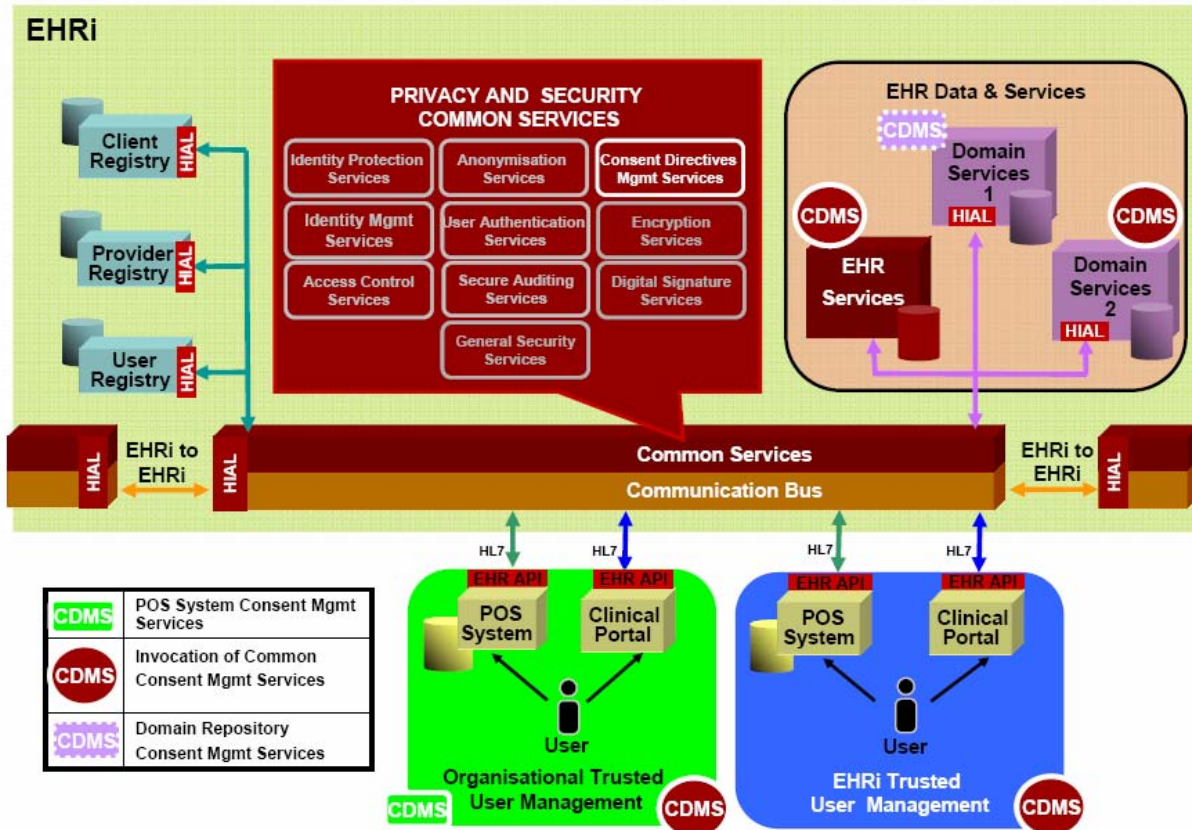 EHRi
PRIVACY AND SECURITY
COMMON SERVICES
Identity Protection
Services
Anonymisation
Services
Consent Directives
Mgmt Services
Identity Mgmt
Services
User Authentication
Services
Encryption
Services
Access Control
Services
Secure Auditing
Services
Digital Signature
Services
General Security
Services
Client
Registry
HIAL
Provider
Registry
HIAL
User
Registry
HIAL
EHR Data & Services
CDMS
Domain
Services
1
HIAL
CDMS
EHR
Services
CDMS
Domain
Services
2
HIAL
HIAL
EHRi to
EHRi
HIAL
Common Services
Communication Bus
EHRi to
EHRi
HIAL
HL7
HL7
HL7
HL7
EHR API
POS
System
EHR API
Clinical
Portal
User
Organisational Trusted
User Management
CDMS
CDMS
EHR API
POS
System
EHR API
Clinical
Portal
User
EHRi Trusted
User Management
CDMS
CDMS
POS System Consent Mgmt
Services
CDMS
Invocation of Common
Consent Mgmt Services
CDMS
Domain Repository
Consent Mgmt Services